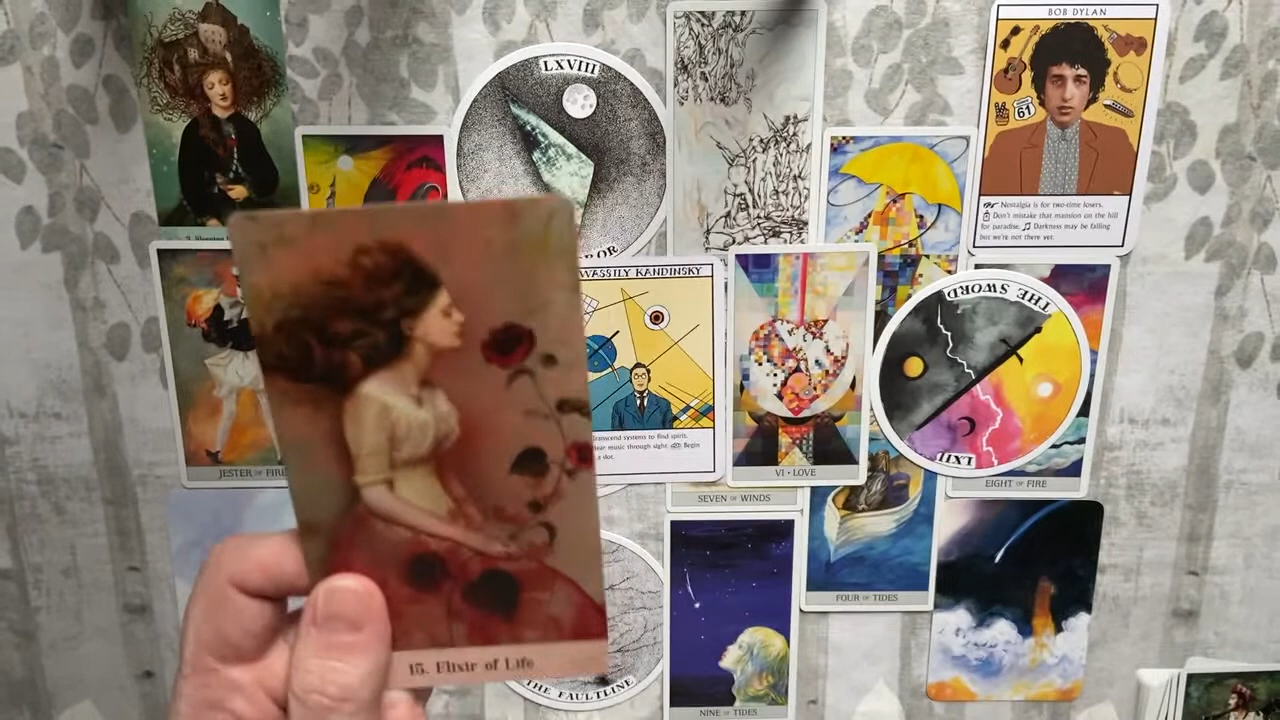 BOB DYLAN
LXVIII
61
Nostalgia is for two-time losers.
Don't mistake that mansion on the hill
for paradise. Darkness may be falling
but we're not there yet.
WASSILY KANDINSKY
THE SWORD
Transcend systems to find spirit.
Hear music through sight. Begin
a dot.
LXII
JESTER OF FIRE
VI • LOVE
EIGHT OF FIRE
SEVEN OF WINDS
FOUR OF TIDES
15. Elixir of Life
THE FAULTLINE
NINE OF TIDES